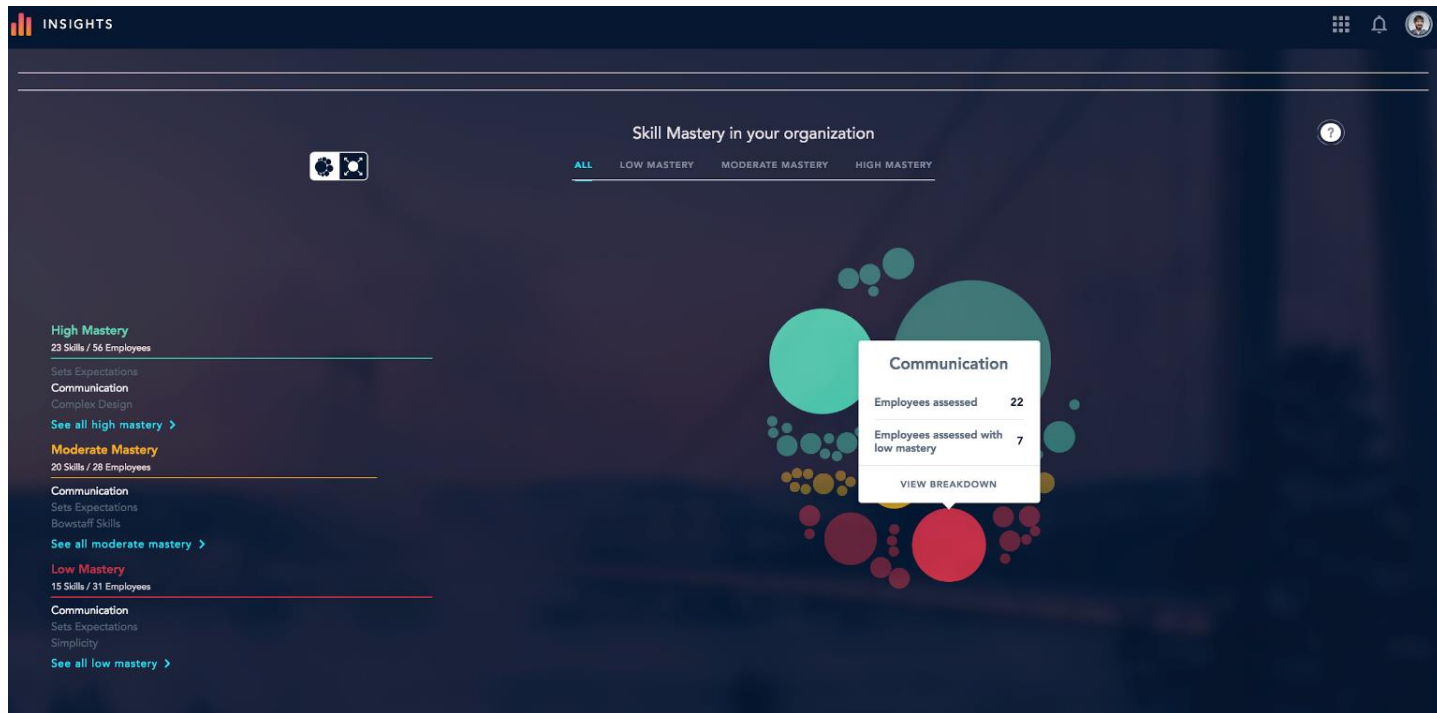 INSIGHTS
Skill Mastery in your organization
?
ALL LOW MASTERY MODERATE MASTERY HIGH MASTERY
High Mastery
23 Skills / 56 Employees
Sets Expectations
Communication
Complex Design
See all high mastery >
Moderate Mastery
20 Skills / 28 Employees
Communication
Sets Expectations
Bowstaff Skills
See all moderate mastery >
Low Mastery
15 Skills / 31 Employees
Communication
Sets Expectations
Simplicity
See all low mastery >
Communication
Employees assessed 22
Employees assessed with
low mastery 7
VIEW BREAKDOWN